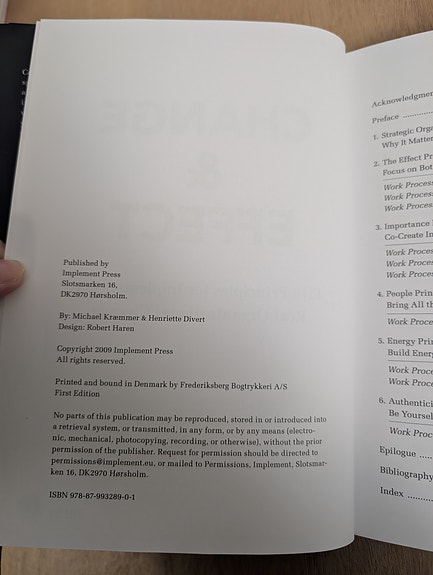 Published by
Implement Press
Slotsmarken 16,
DK2970 Hørsholm.
By: Michael Kræmmer & Henriette Divert
Design: Robert Haren
Copyright 2009 Implement Press
All rights reserved.
Printed and bound in Denmark by Frederiksberg Bogtrykkeri A/S
First Edition
No parts of this publication may be reproduced, stored in or introduced into
a retrieval system, or transmitted, in any form, or by any means (electro-
nic, mechanical, photocopying, recording, or otherwise), without the prior
permission of the publisher. Request for permission should be directed to
permissions@implement.eu, or mailed to Permissions, Implement, Slotsmar-
ken 16, DK2970 Hørsholm.
ISBN 978-87-993289-0-1
Acknowledgmen
Preface ..........
1. Strategic Orga
Why It Matter
2. The Effect Pr
Focus on Bot
Work Process
Work Process
Work Process
3. Importance
Co-Create In
Work Proces
Work Proces
Work Proces
4. People Prin
Bring All th
Work Proce
5. Energy Prin
Build Energ
Work Proce
Work Proce
6. Authentici
Be Yourself
Work Proc
Epilogue .....
Bibliography
Index .....